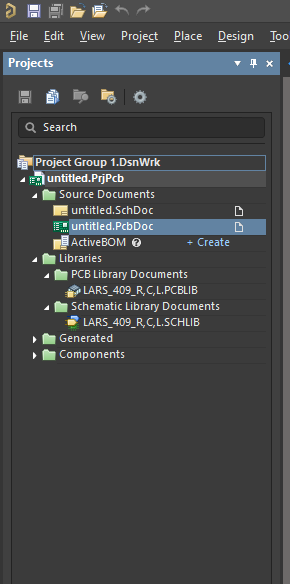 File Edit View Project Place Design Too
Projects
Search
Project Group 1.DsnWrk
untitled.PrjPcb
Source Documents
untitled.SchDoc
untitled.PcbDoc
ActiveBOM ? + Create
Libraries
PCB Library Documents
LARS_409_R,C,L.PCBLIB
Schematic Library Documents
LARS_409_R,C,L.SCHLIB
Generated
Components